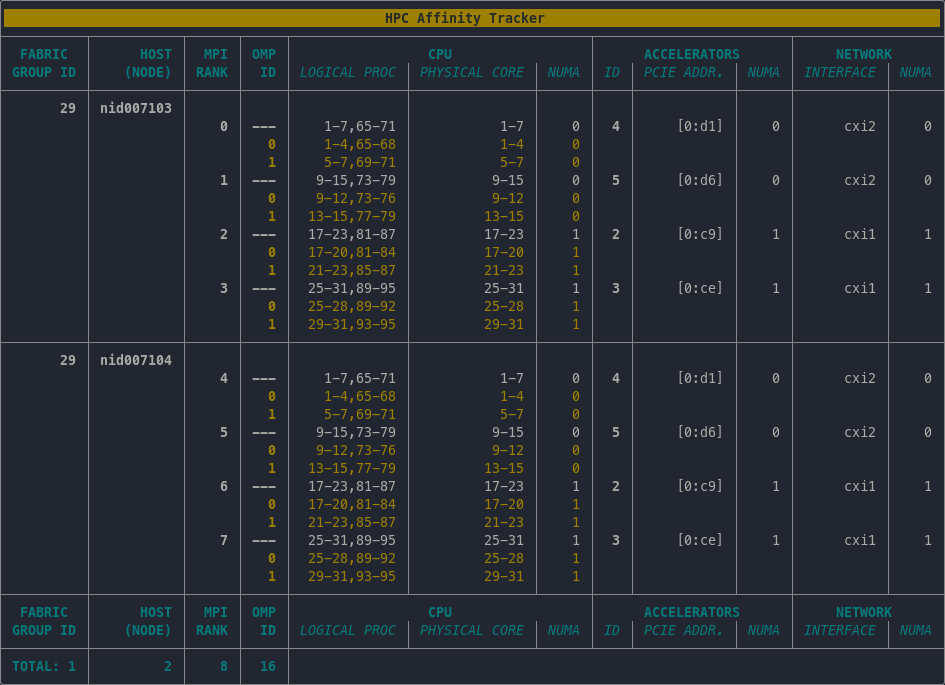 HPC Affinity Tracker
FABRIC HOST MPI OMP CPU ACCELERATORS NETWORK
GROUP ID (NODE) RANK ID LOGICAL PROC PHYSICAL CORE NUMA ID PCIE ADDR. NUMA INTERFACE NUMA
29 nid007103
0 --- 1-7,65-71 1-7 0 4 [0:d1] 0 cxi2 0
0 1-4,65-68 1-4 0
1 5-7,69-71 5-7 0
1 --- 9-15,73-79 9-15 0 5 [0:d6] 0 cxi2 0
0 9-12,73-76 9-12 0
1 13-15,77-79 13-15 0
2 --- 17-23,81-87 17-23 1 2 [0:c9] 1 cxi1 1
0 17-20,81-84 17-20 1
1 21-23,85-87 21-23 1
3 --- 25-31,89-95 25-31 1 3 [0:ce] 1 cxi1 1
0 25-28,89-92 25-28 1
1 29-31,93-95 29-31 1
29 nid007104
4 --- 1-7,65-71 1-7 0 4 [0:d1] 0 cxi2 0
0 1-4,65-68 1-4 0
1 5-7,69-71 5-7 0
5 --- 9-15,73-79 9-15 0 5 [0:d6] 0 cxi2 0
0 9-12,73-76 9-12 0
1 13-15,77-79 13-15 0
6 --- 17-23,81-87 17-23 1 2 [0:c9] 1 cxi1 1
0 17-20,81-84 17-20 1
1 21-23,85-87 21-23 1
7 --- 25-31,89-95 25-31 1 3 [0:ce] 1 cxi1 1
0 25-28,89-92 25-28 1
1 29-31,93-95 29-31 1
FABRIC HOST MPI OMP CPU ACCELERATORS NETWORK
GROUP ID (NODE) RANK ID LOGICAL PROC PHYSICAL CORE NUMA ID PCIE ADDR. NUMA INTERFACE NUMA
TOTAL: 1 2 8 16